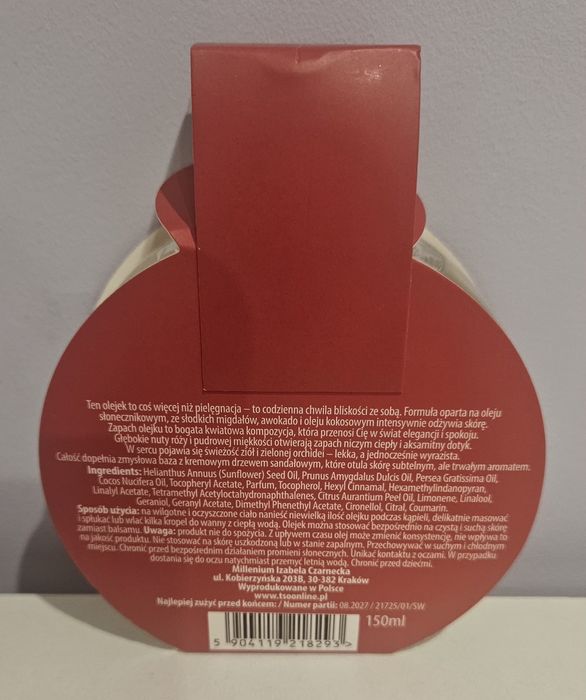 Ten olejek to coś więcej niż pielęgnacja – to codzienna chwila bliskości ze sobą. Formuła oparta na oleju
słonecznikowym, ze słodkich migdałów, awokado i oleju kokosowym intensywnie odżywia skórę.
Zapach olejku to bogata kwiatowa kompozycja, która przenosi Cię w świat elegancji i spokoju.
Głębokie nuty róży i pudrowej miękkości otwierają zapach niczym ciepły i aksamitny dotyk.
W sercu pojawia się świeżość ziół i zielonej orchidei – lekka, a jednocześnie wyrazista.
Całość dopełnia zmysłowa baza z kremowym drzewem sandałowym, które otula skórę subtelnym, ale trwałym aromatem.
Ingredients: Helianthus Annuus (Sunflower) Seed Oil, Prunus Amygdalus Dulcis Oil, Persea Gratissima Oil,
Cocos Nucifera Oil, Tocopheryl Acetate, Parfum, Tocopherol, Hexyl Cinnamal, Hexamethylindanopyran,
Linalyl Acetate, Tetramethyl Acetyloctahydronaphthalenes, Citrus Aurantium Peel Oil, Limonene, Linalool,
Geraniol, Geranyl Acetate, Dimethyl Phenethyl Acetate, Citronellol, Citral, Coumarin.
Sposób użycia: na wilgotne i oczyszczone ciało nanieść niewielką ilość olejku podczas kąpieli, delikatnie masować
i spłukać lub wlać kilka kropel do wanny z ciepłą wodą. Olejek można stosować bezpośrednio na czystą i suchą skórę
zamiast balsamu. Uwaga: produkt nie do spożycia. Z upływem czasu olej może zmienić konsystencję, nie wpływa to
na jakość produktu. Nie stosować na skórę uszkodzoną lub w stanie zapalnym. Przechowywać w suchym i chłodnym
miejscu. Chronić przed bezpośrednim działaniem promieni słonecznych. Unikać kontaktu z oczami. W przypadku
dostania się do oczu natychmiast przemyć letnią wodą. Chronić przed dziećmi.
Millenium Izabela Czarnecka
ul. Kobierzyńska 203B, 30-382 Kraków
Wyprodukowane w Polsce
www.tsoonline.pl
Najlepiej zużyć przed końcem: / Numer partii: 08.2027 / 21725/01/SW
150ml
5 904119 218293 >